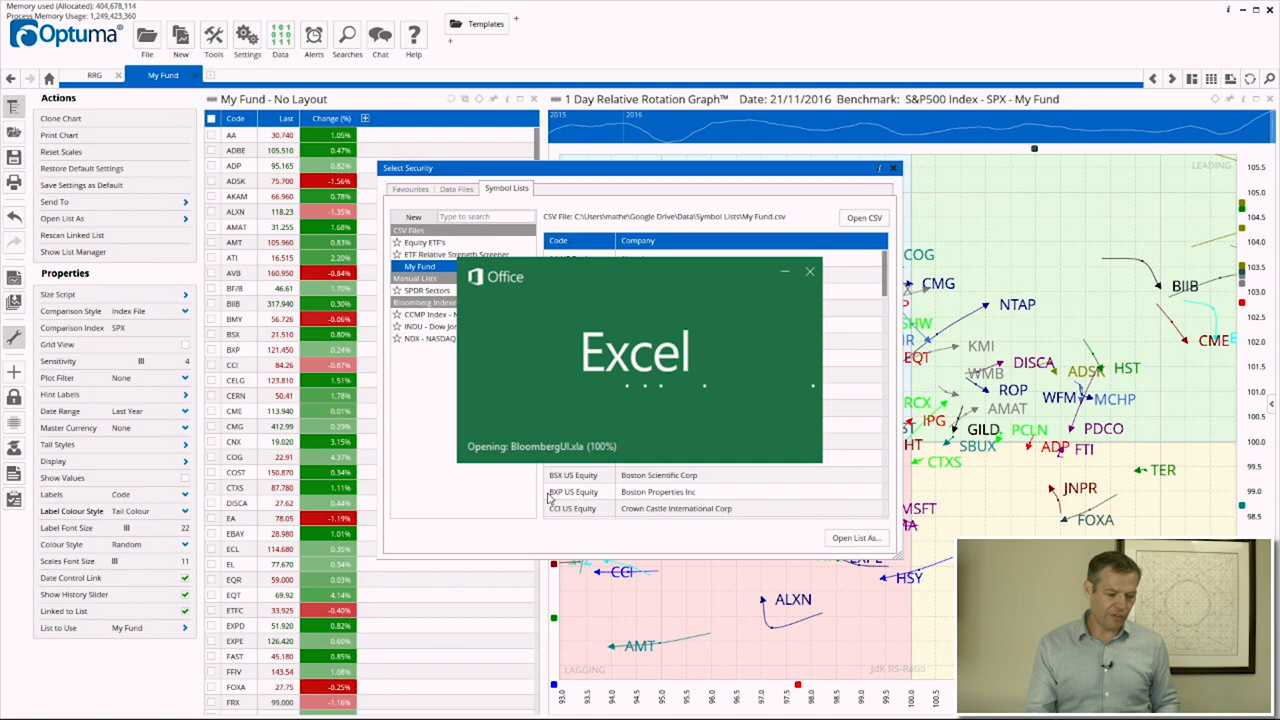 Memory used (Allocated): 404,678,114
Process Memory Usage: 1,249,423,360
Optuma
File New Tools Settings Data Alerts Searches Chat Help
Templates
RRG My Fund
Actions
Clone Chart
Print Chart
Reset Scales
Restore Default Settings
Save Settings as Default
Send To
Open List As
Rescan Linked List
Show List Manager
Properties
Size Script
Comparison Style Index File
Comparison Index SPX
Grid View
Sensitivity 4
Plot Filter None
Hint Labels
Date Range Last Year
Master Currency None
Tail Styles
Display
Show Values
Labels Code
Label Colour Style Tail Colour
Label Font Size 22
Colour Style Random
Scales Font Size 11
Date Control Link
Show History Slider
Linked to List
List to Use My Fund
My Fund - No Layout
Code Last Change (%)
AA 30.740 1.05%
ADBE 105.510 0.47%
ADP 95.165 0.82%
ADSK 75.700 -1.56%
AKAM 66.960 0.78%
ALXN 118.23 -1.35%
AMAT 31.255 1.68%
AMT 105.910 0.83%
ATI 16.515 2.20%
AVB 160.950 -0.84%
BF/B 46.61 1.70%
BIIB 317.940 0.30%
BMY 56.726 -0.06%
BSX 21.510 0.80%
BXP 121.450 0.24%
CCI 84.26 -0.87%
CELG 123.810 1.51%
CERN 50.41 1.78%
CME 113.940 0.01%
CMG 412.99 0.29%
CNX 19.020 3.15%
COG 22.91 4.37%
COST 150.870 0.34%
CTXS 87.780 1.11%
DISCA 27.62 0.44%
EA 78.05 -1.19%
EBAY 28.980 1.01%
ECL 114.680 0.35%
EL 77.670 0.34%
EQR 59.000 0.03%
EQT 69.92 4.14%
ETFC 33.925 -0.40%
EXPD 51.920 0.82%
EXPE 126.420 0.60%
FAST 45.180 0.85%
FFIV 143.54 1.08%
FOXA 27.75 -0.25%
FRX 99.000 -1.16%
1 Day Relative Rotation Graph™ Date: 21/11/2016 Benchmark: S&P500 Index - SPX - My Fund
2015 2016
Select Security
Favourites Data Files Symbol Lists
New Type to search
CSV File: C:\Users\mathe\Google Drive\Data\Symbol Lists\My Fund.csv
Open CSV
CSV Files
Equity ETF's
ETF Relative Strength Screener
My Fund
Manual Lists
SPDR Sectors
Bloomberg Indexe
CCMP Index - N
INDU - Dow Jon
NDX - NASDAQ
Code Company
Office
Excel
Opening: BloombergUI.xla (100%)
BSX US Equity Boston Scientific Corp
BXP US Equity Boston Properties Inc
CCI US Equity Crown Castle International Corp
Open List As...
LEADING
COG
CMG
BIIB
NTAP
HW
CME
KMI
EQT
DISCA
HST
WMB
ADSK
ROP
WFM
MCHP
RCX
AMAT
IPG
GILD
PCLN
PDCO
HT
SBUX
ADP
FTI
CTXS
TER
JNPR
MSFT
FOXA
CCI
HSY
ALXN
AMT
LAGGING
JdK RS-Ratio
105.5
105.0
104.5
104.0
103.5
103.0
102.5
102.0
101.5
101.0
100.5
100.0
99.5
99.0
98.5
98.0
93.0 93.5 94.0 94.5 95.0 95.5 96.0 96.5 97.0 97.5 98.0 98.5 99.0 99.5 100.0 100.5